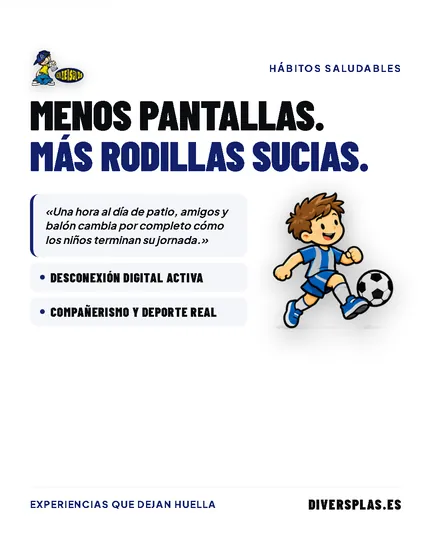 HÁBITOS SALUDABLES
MENOS PANTALLAS.
MÁS RODILLAS SUCIAS.
«Una hora al día de patio, amigos y
balón cambia por completo cómo
los niños terminan su jornada.»
• DESCONEXIÓN DIGITAL ACTIVA
• COMPAÑERISMO Y DEPORTE REAL
EXPERIENCIAS QUE DEJAN HUELLA
DIVERSPLAS.ES